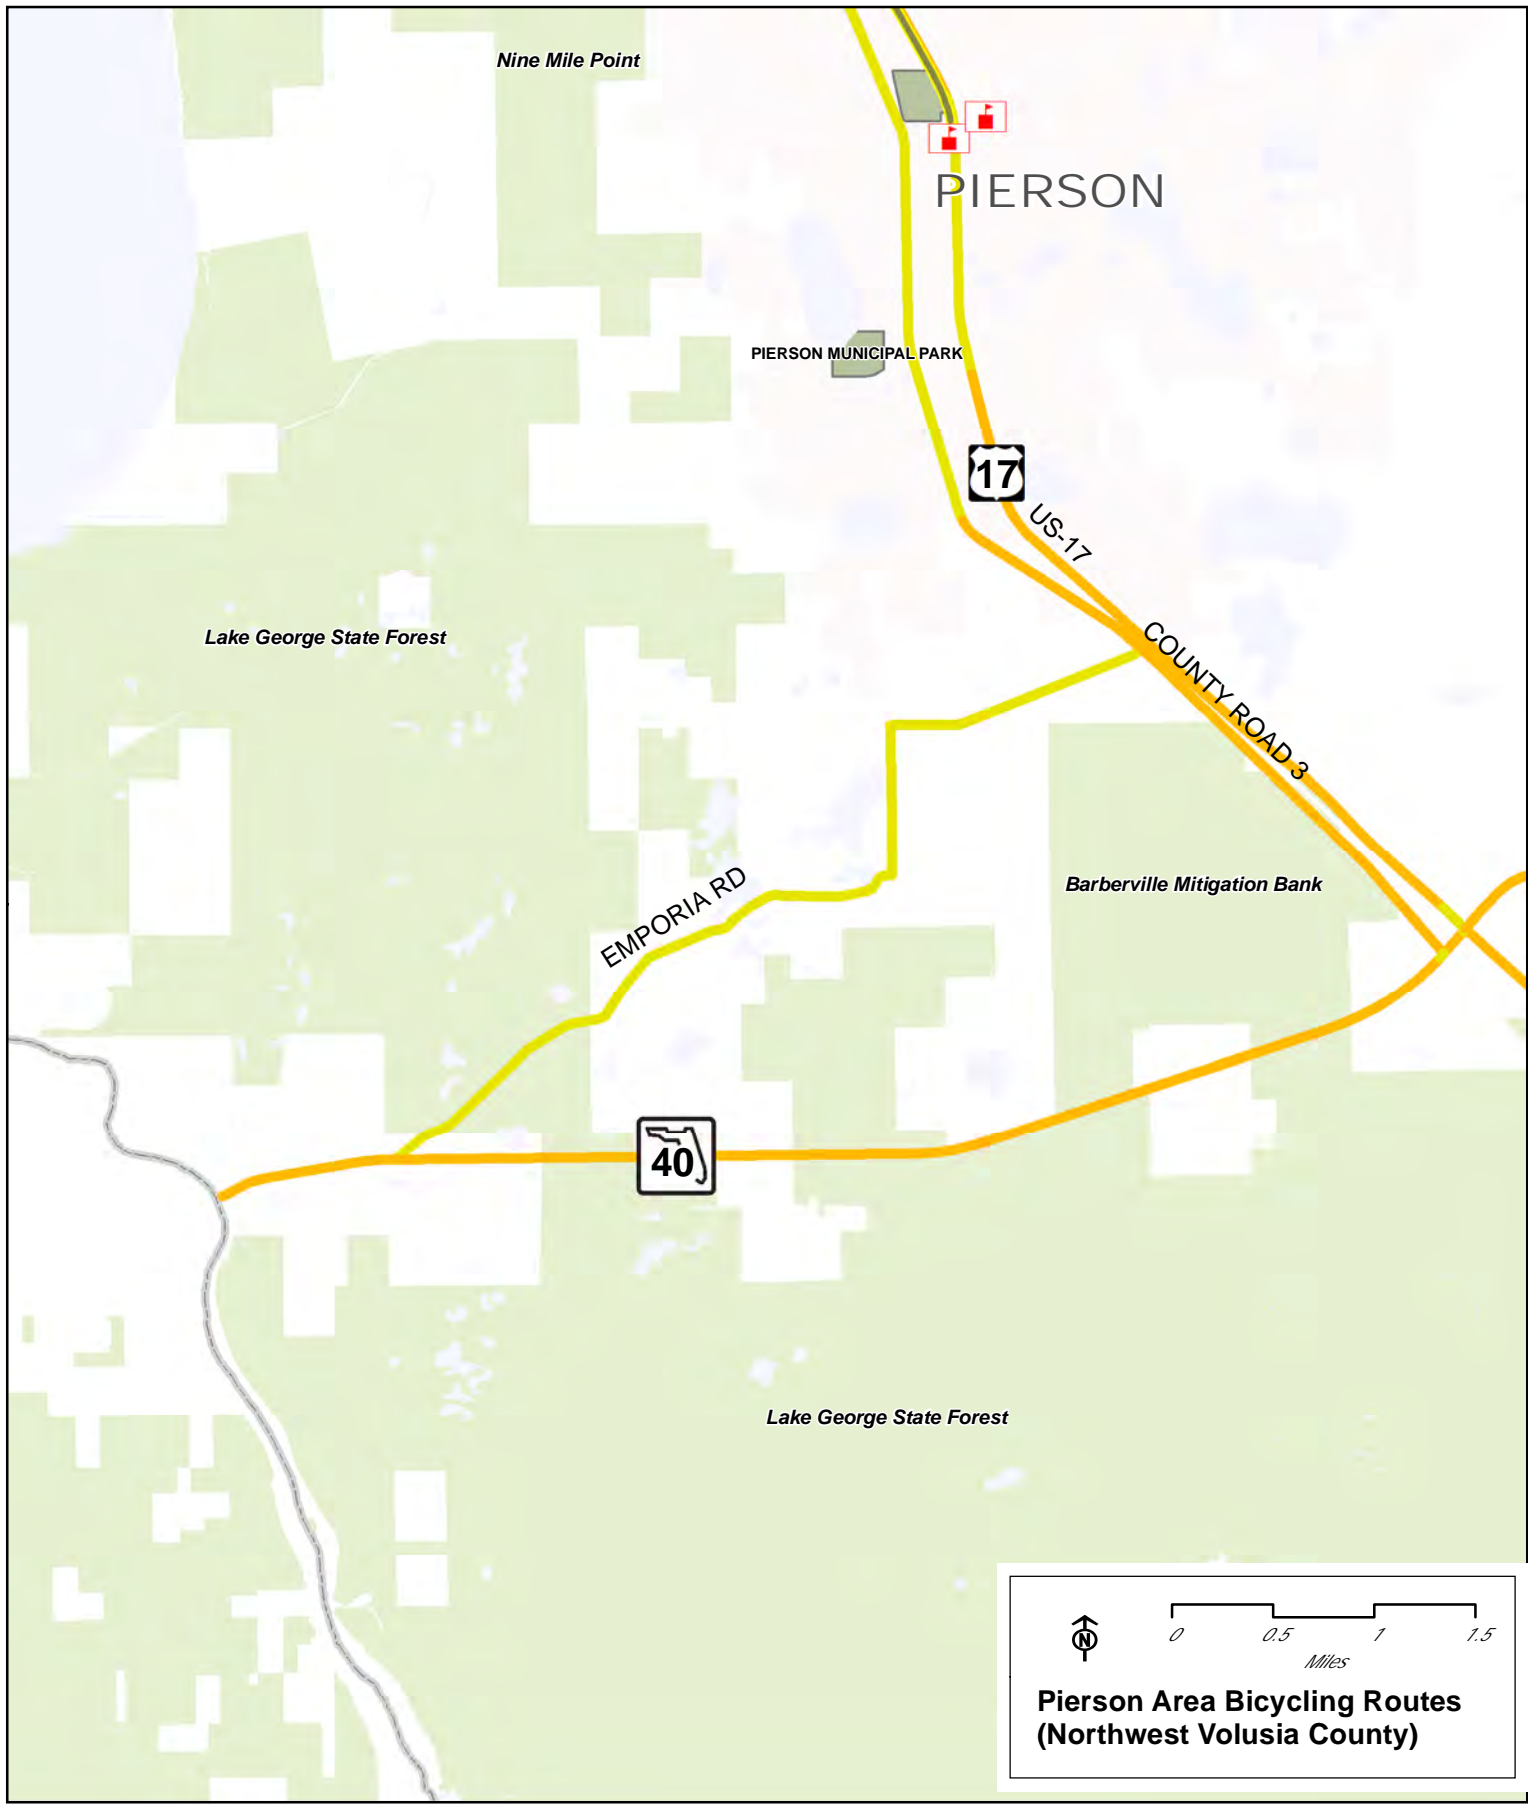 Nine Mile Point
PIERSON
PIERSON MUNICIPAL PARK
17
US-17
Lake George State Forest
COUNTY ROAD 3
EMPORIA RD
Barberville Mitigation Bank
40
Lake George State Forest
N
0 0.5 1 1.5
Miles
Pierson Area Bicycling Routes
(Northwest Volusia County)